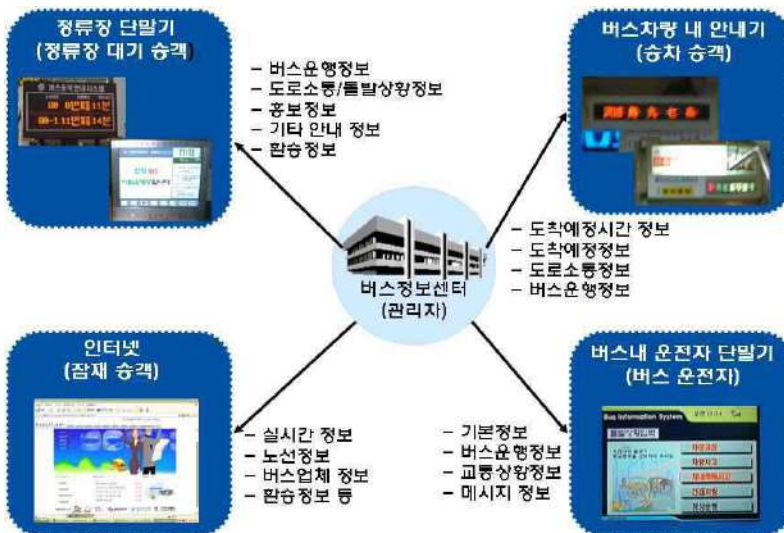 정류장 단말기
(정류장 대기 승객)
- 버스운행정보
- 도로소통/돌발상황정보
- 홍보정보
- 기타 안내 정보
- 환승정보
버스차량 내 안내기
(승차 승객)
- 도착예정시간 정보
- 도착예정정보
- 도로소통정보
- 버스운행정보
버스정보센터
(관리자)
인터넷
(잠재 승객)
- 실시간 정보
- 노선정보
- 버스업체 정보
- 환승정보 등
- 기본정보
- 버스운행정보
- 교통상황정보
- 메시지 정보
버스내 운전자 단말기
(버스 운전자)
Bus Information System